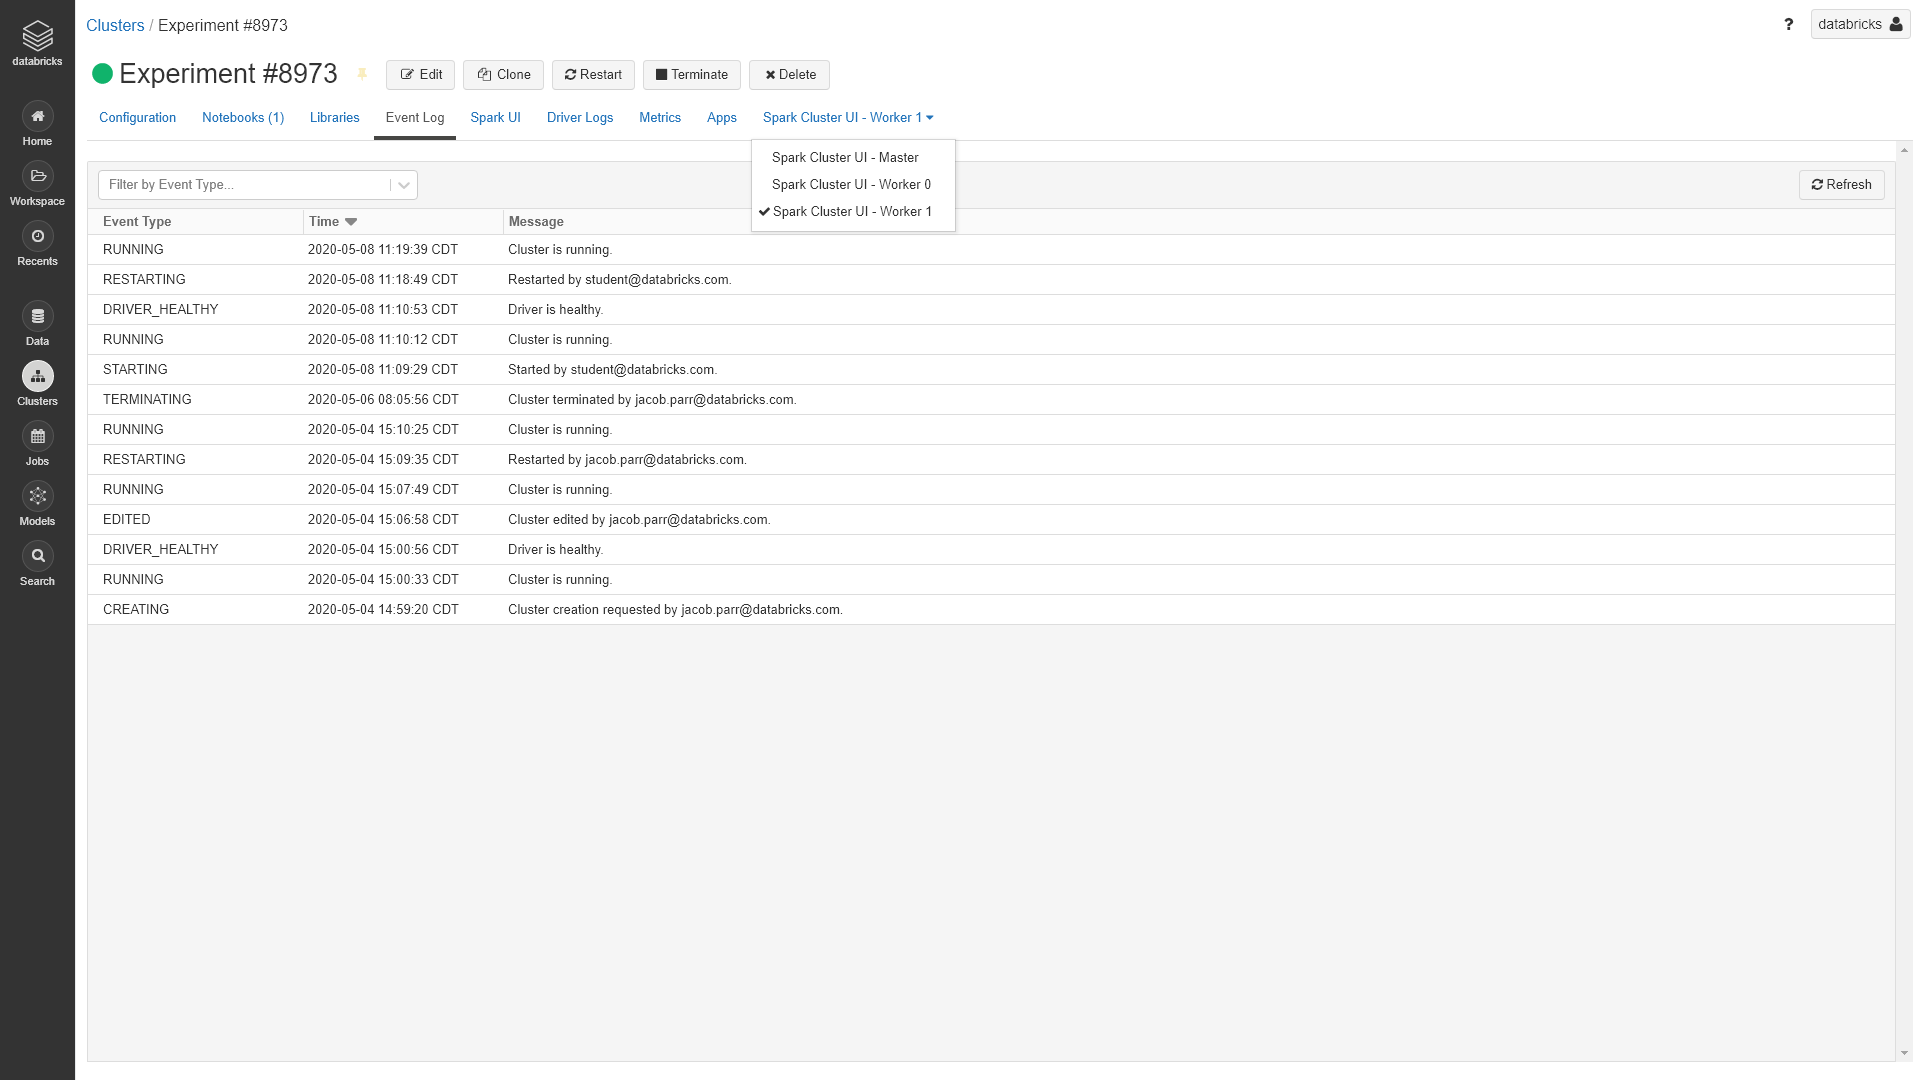 databricks
Home
Workspace
Recents
Data
Clusters
Jobs
Models
Search
Clusters / Experiment #8973
? databricks
Experiment #8973 Edit Clone Restart Terminate Delete
Configuration Notebooks (1) Libraries Event Log Spark UI Driver Logs Metrics Apps Spark Cluster UI - Worker 1
Spark Cluster UI - Master
Spark Cluster UI - Worker 0
Spark Cluster UI - Worker 1
Filter by Event Type... Refresh
Event Type Time Message
RUNNING 2020-05-08 11:19:39 CDT Cluster is running.
RESTARTING 2020-05-08 11:18:49 CDT Restarted by student@databricks.com.
DRIVER_HEALTHY 2020-05-08 11:10:53 CDT Driver is healthy.
RUNNING 2020-05-08 11:10:12 CDT Cluster is running.
STARTING 2020-05-08 11:09:29 CDT Started by student@databricks.com.
TERMINATING 2020-05-06 08:05:56 CDT Cluster terminated by jacob.parr@databricks.com.
RUNNING 2020-05-04 15:10:25 CDT Cluster is running.
RESTARTING 2020-05-04 15:09:35 CDT Restarted by jacob.parr@databricks.com.
RUNNING 2020-05-04 15:07:49 CDT Cluster is running.
EDITED 2020-05-04 15:06:58 CDT Cluster edited by jacob.parr@databricks.com.
DRIVER_HEALTHY 2020-05-04 15:00:56 CDT Driver is healthy.
RUNNING 2020-05-04 15:00:33 CDT Cluster is running.
CREATING 2020-05-04 14:59:20 CDT Cluster creation requested by jacob.parr@databricks.com.